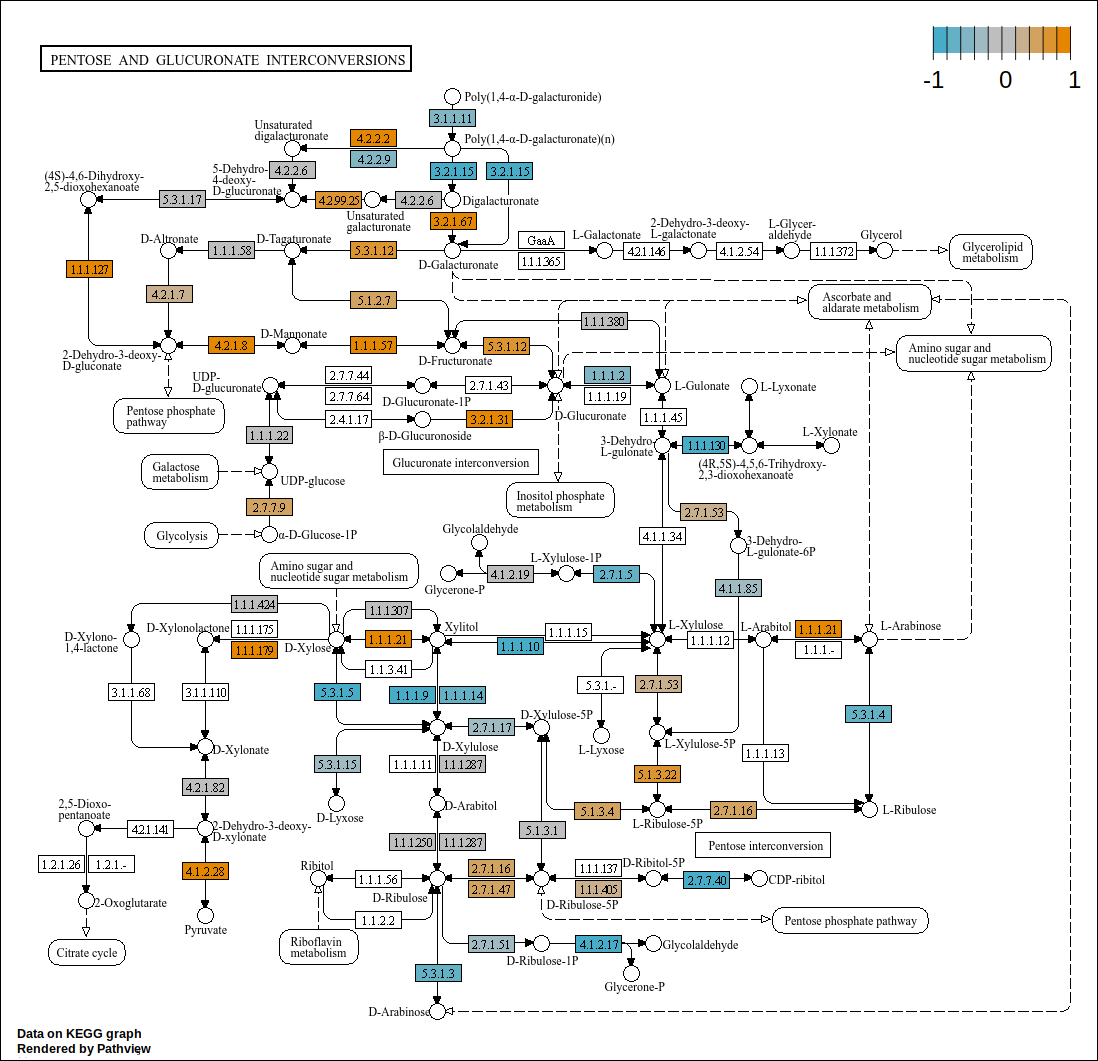 PENTOSE AND GLUCURONATE INTERCONVERSIONS
-1
0
1
Poly(1,4-α-D-galacturonide)
3.1.1.11
Unsaturated
digalacturonate
4.2.2.2
Poly(1,4-α-D-galacturonate)(n)
4.2.2.9
(4S)-4,6-Dihydroxy-
2,5-dioxohexanoate
5-Dehydro-
4-deoxy-
D-glucuronate
4.2.2.6
3.2.1.15
3.2.1.15
5.3.1.17
4.299.25
4.2.2.6
Digalacturonate
Unsaturated
galacturonate
3.2.1.67
D-Altronate
1.1.1.58
D-Tagaturonate
5.3.1.12
D-Galacturonate
GaaA
1.1.1365
L-Galactonate
4.2.1.146
2-Dehydro-3-deoxy-
L-galactonate
4.1.2.54
L-Glycer-
aldehyde
1.1.1.372
Glycerol
Glycerolipid
metabolism
1.1.1.127
4.2.1.7
5.1.2.7
Ascorbate and
aldarate metabolism
1.1.1.380
2-Dehydro-3-deoxy-
D-gluconate
4.2.1.8
D-Mannonate
1.1.1.57
D-Fructuronate
5.3.1.12
Amino sugar and
nucleotide sugar metabolism
UDP-
D-glucuronate
2.7.7.44
2.7.7.64
D-Glucuronate-1P
2.7.1.43
1.1.1.2
1.1.1.19
L-Gulonate
L-Lyxonate
Pentose phosphate
pathway
2.4.1.17
β-D-Glucuronoside
3.2.1.31
D-Glucuronate
1.1.1.45
1.1.1.22
Glucuronate interconversion
3-Dehydro-
L-gulonate
1.1.1.130
L-Xylonate
(4R,5S)-4,5,6-Trihydroxy-
2,3-dioxohexanoate
Galactose
metabolism
UDP-glucose
Inositol phosphate
metabolism
2.7.7.9
2.7.1.53
Glycolysis
α-D-Glucose-1P
Glycolaldehyde
4.1.1.34
3-Dehydro-
L-gulonate-6P
Amino sugar and
nucleotide sugar metabolism
L-Xylulose-1P
Glycerone-P
4.1.2.19
2.7.1.5
4.1.1.85
1.1.1.424
1.1.1307
D-Xylono-
1,4-lactone
D-Xylonolactone
1.1.1.175
1.1.1.179
D-Xylose
1.1.1.21
Xylitol
1.1.1.15
1.1.1.10
L-Xylulose
1.1.1.12
L-Arabitol
1.1.1.21
1.1.1.-
L-Arabinose
1.1.3.41
3.1.1.68
3.1.1.110
5.3.1.5
1.1.1.9
1.1.1.14
5.3.1.-
2.7.1.53
D-Xylulose-5P
5.3.1.4
2.7.1.17
D-Xylonate
D-Xylulose
L-Lyxose
L-Xylulose-5P
1.1.1.13
5.3.1.15
1.1.1.11
1.1.1287
5.1.3.22
4.2.1.82
2,5-Dioxo-
pentanoate
D-Lyxose
D-Arabitol
5.1.3.4
L-Ribulose-5P
2.7.1.16
L-Ribulose
4.2.1.141
2-Dehydro-3-deoxy-
D-xylonate
5.1.3.1
1.1.1250
1.1.1287
Pentose interconversion
1.2.1.26
1.2.1.-
4.1.2.28
Ribitol
1.1.1.56
D-Ribulose
2.7.1.16
2.7.1.47
1.1.1.137
1.1.1.405
D-Ribitol-5P
2.7.7.40
CDP-ribitol
2-Oxoglutarate
D-Ribulose-5P
Pyruvate
1.1.2.2
Pentose phosphate pathway
Citrate cycle
Riboflavin
metabolism
2.7.1.51
D-Ribulose-1P
4.1.2.17
Glycolaldehyde
5.3.1.3
Glycerone-P
D-Arabinose
Data on KEGG graph
Rendered by Pathview